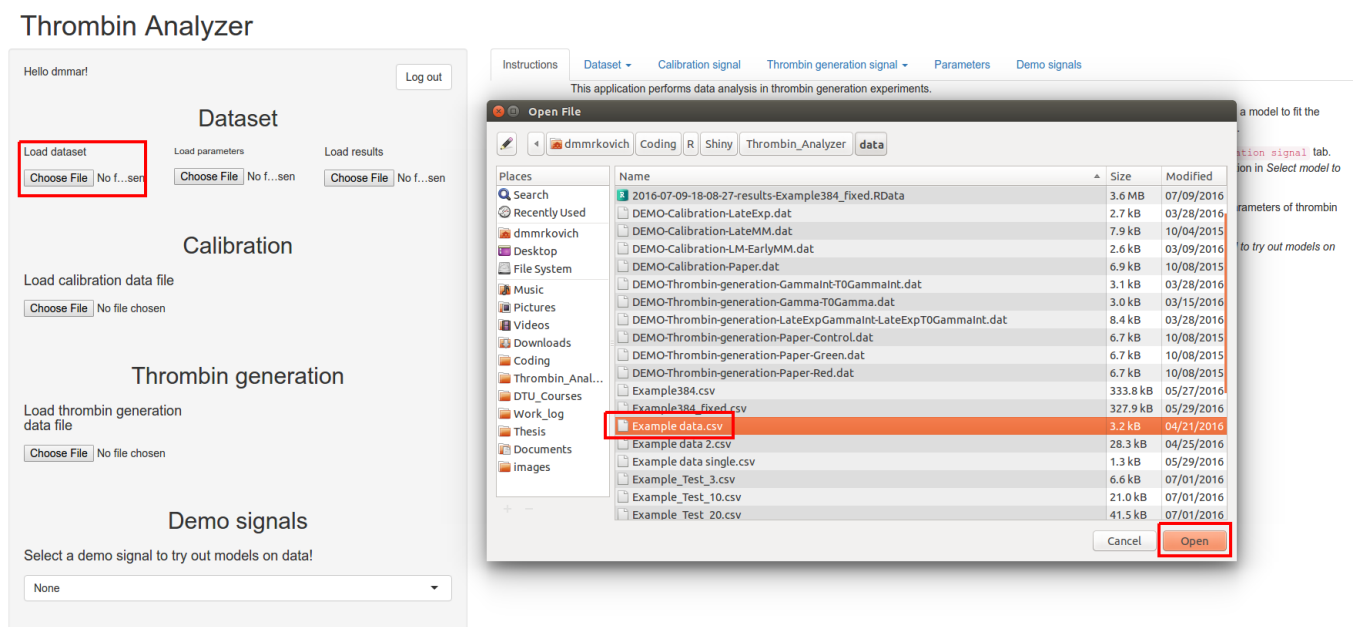 Thrombin Analyzer
Hello dmmar!
Log out
Dataset
Load dataset
Load parameters
Load results
Choose File No f…sen
Choose File No f…sen
Choose File No f…sen
Calibration
Load calibration data file
Choose File No file chosen
Thrombin generation
Load thrombin generation
data file
Choose File No file chosen
Demo signals
Select a demo signal to try out models on data!
None
Instructions Dataset Calibration signal Thrombin generation signal Parameters Demo signals
This application performs data analysis in thrombin generation experiments.
a model to fit the
ation signal tab.
ion in Select model to
rameters of thrombin
to try out models on
Open File
dmmrkovich Coding R Shiny Thrombin_Analyzer data
Places
Search
Recently Used
dmmrkovich
Desktop
File System
Music
Pictures
Videos
Downloads
Coding
Thrombin_Anal...
DTU_Courses
Work_log
Thesis
Documents
images
Name Size Modified
2016-07-09-18-08-27-results-Example384_fixed.RData 3.6 MB 07/09/2016
DEMO-Calibration-LateExp.dat 2.7 kB 03/28/2016
DEMO-Calibration-LateMM.dat 7.9 kB 10/04/2015
DEMO-Calibration-LM-EarlyMM.dat 2.6 kB 03/09/2016
DEMO-Calibration-Paper.dat 6.9 kB 10/08/2015
DEMO-Thrombin-generation-GammaInt-T0GammaInt.dat 3.1 kB 03/28/2016
DEMO-Thrombin-generation-Gamma-T0Gamma.dat 3.0 kB 03/15/2016
DEMO-Thrombin-generation-LateExpGammaInt-LateExpT0GammaInt.dat 8.4 kB 03/28/2016
DEMO-Thrombin-generation-Paper-Control.dat 6.7 kB 10/08/2015
DEMO-Thrombin-generation-Paper-Green.dat 6.7 kB 10/08/2015
DEMO-Thrombin-generation-Paper-Red.dat 6.7 kB 10/08/2015
Example384.csv 333.8 kB 05/27/2016
Example384_fixed.csv 327.9 kB 05/29/2016
Example data.csv 3.2 kB 04/21/2016
Example data 2.csv 28.3 kB 04/25/2016
Example data single.csv 1.3 kB 05/29/2016
Example_Test_3.csv 6.6 kB 07/01/2016
Example_Test_10.csv 21.0 kB 07/01/2016
Example_Test_20.csv 41.5 kB 07/01/2016
Cancel Open